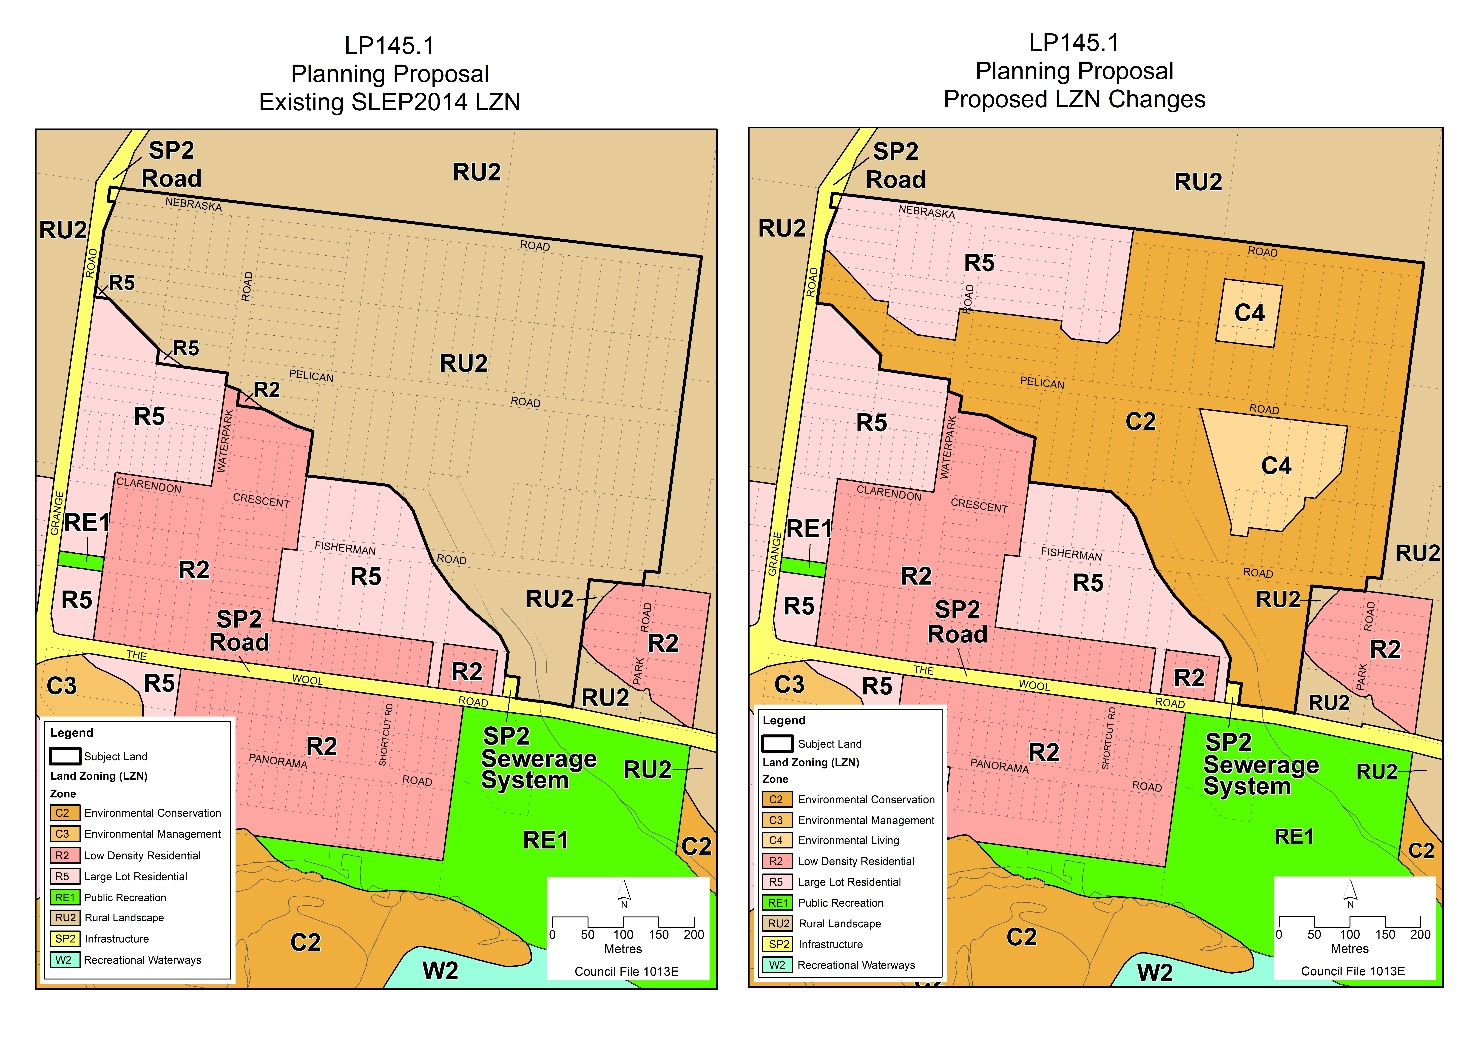 LP145.1
Planning Proposal
Existing SLEP2014 LZN
SP2
Road
RU2
RU2
NEBRASKA
ROAD
ROAD
ROAD
R5
R5
R2
RU2
PELICAN
ROAD
R5
WATERPARK
CLARENDON
CRESCENT
GRANGE
RE1
FISHERMAN
ROAD
R2
R5
R5
RU2
SP2
Road
ROAD
R2
PARK
THE
WOOL
ROAD
R2
RU2
C3
R5
R2
SHORTCUT RD
PANORAMA
ROAD
SP2
Sewerage
System
RU2
RE1
C2
C2
W2
Legend
Subject Land
Land Zoning (LZN)
Zone
C2 Environmental Conservation
C3 Environmental Management
R2 Low Density Residential
R5 Large Lot Residential
RE1 Public Recreation
RU2 Rural Landscape
SP2 Infrastructure
W2 Recreational Waterways
N
0 50 100 150 200
Metres
Council File 1013E
LP145.1
Planning Proposal
Proposed LZN Changes
SP2
Road
RU2
RU2
NEBRASKA
ROAD
R5
ROAD
ROAD
C4
PELICAN
ROAD
R5
C2
WATERPARK
C4
CLARENDON
CRESCENT
GRANGE
RE1
FISHERMAN
ROAD
RU2
R2
R5
R5
RU2
SP2
Road
ROAD
R2
PARK
THE
WOOL
ROAD
R2
RU2
C3
R5
R2
SHORTCUT RD
PANORAMA
ROAD
SP2
Sewerage
System
RU2
RE1
C2
C2
W2
Legend
Subject Land
Land Zoning (LZN)
Zone
C2 Environmental Conservation
C3 Environmental Management
C4 Environmental Living
R2 Low Density Residential
R5 Large Lot Residential
RE1 Public Recreation
RU2 Rural Landscape
SP2 Infrastructure
W2 Recreational Waterways
N
0 50 100 150 200
Metres
Council File 1013E